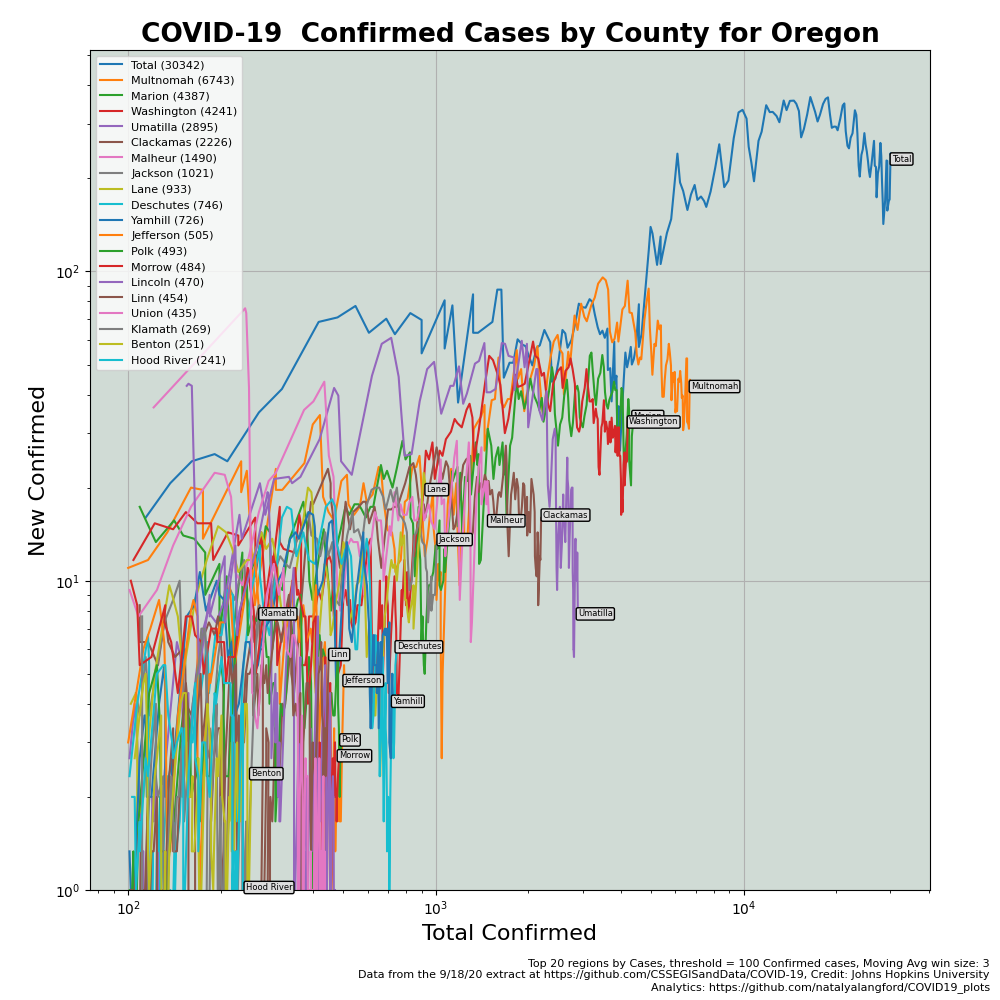 COVID-19  Confirmed Cases by County for Oregon
Total (30342)
Multnomah (6743)
Marion (4387)
Washington (4241)
Umatilla (2895)
Clackamas (2226)
Malheur (1490)
Jackson (1021)
Lane (933)
Deschutes (746)
Yamhill (726)
Jefferson (505)
Polk (493)
Morrow (484)
Lincoln (470)
Linn (454)
Union (435)
Klamath (269)
Benton (251)
Hood River (241)
Total
Multnomah
Marion
Washington
Lane
Malheur
Clackamas
Jackson
Klamath
Umatilla
Deschutes
Linn
Jefferson
Yamhill
Polk
Morrow
Benton
Hood River
New Confirmed
10²
10¹
10⁰
10²
10³
10⁴
Total Confirmed
Top 20 regions by Cases, threshold = 100 Confirmed cases, Moving Avg win size: 3
Data from the 9/18/20 extract at https://github.com/CSSEGISandData/COVID-19, Credit: Johns Hopkins University
Analytics: https://github.com/natalyalangford/COVID19_plots